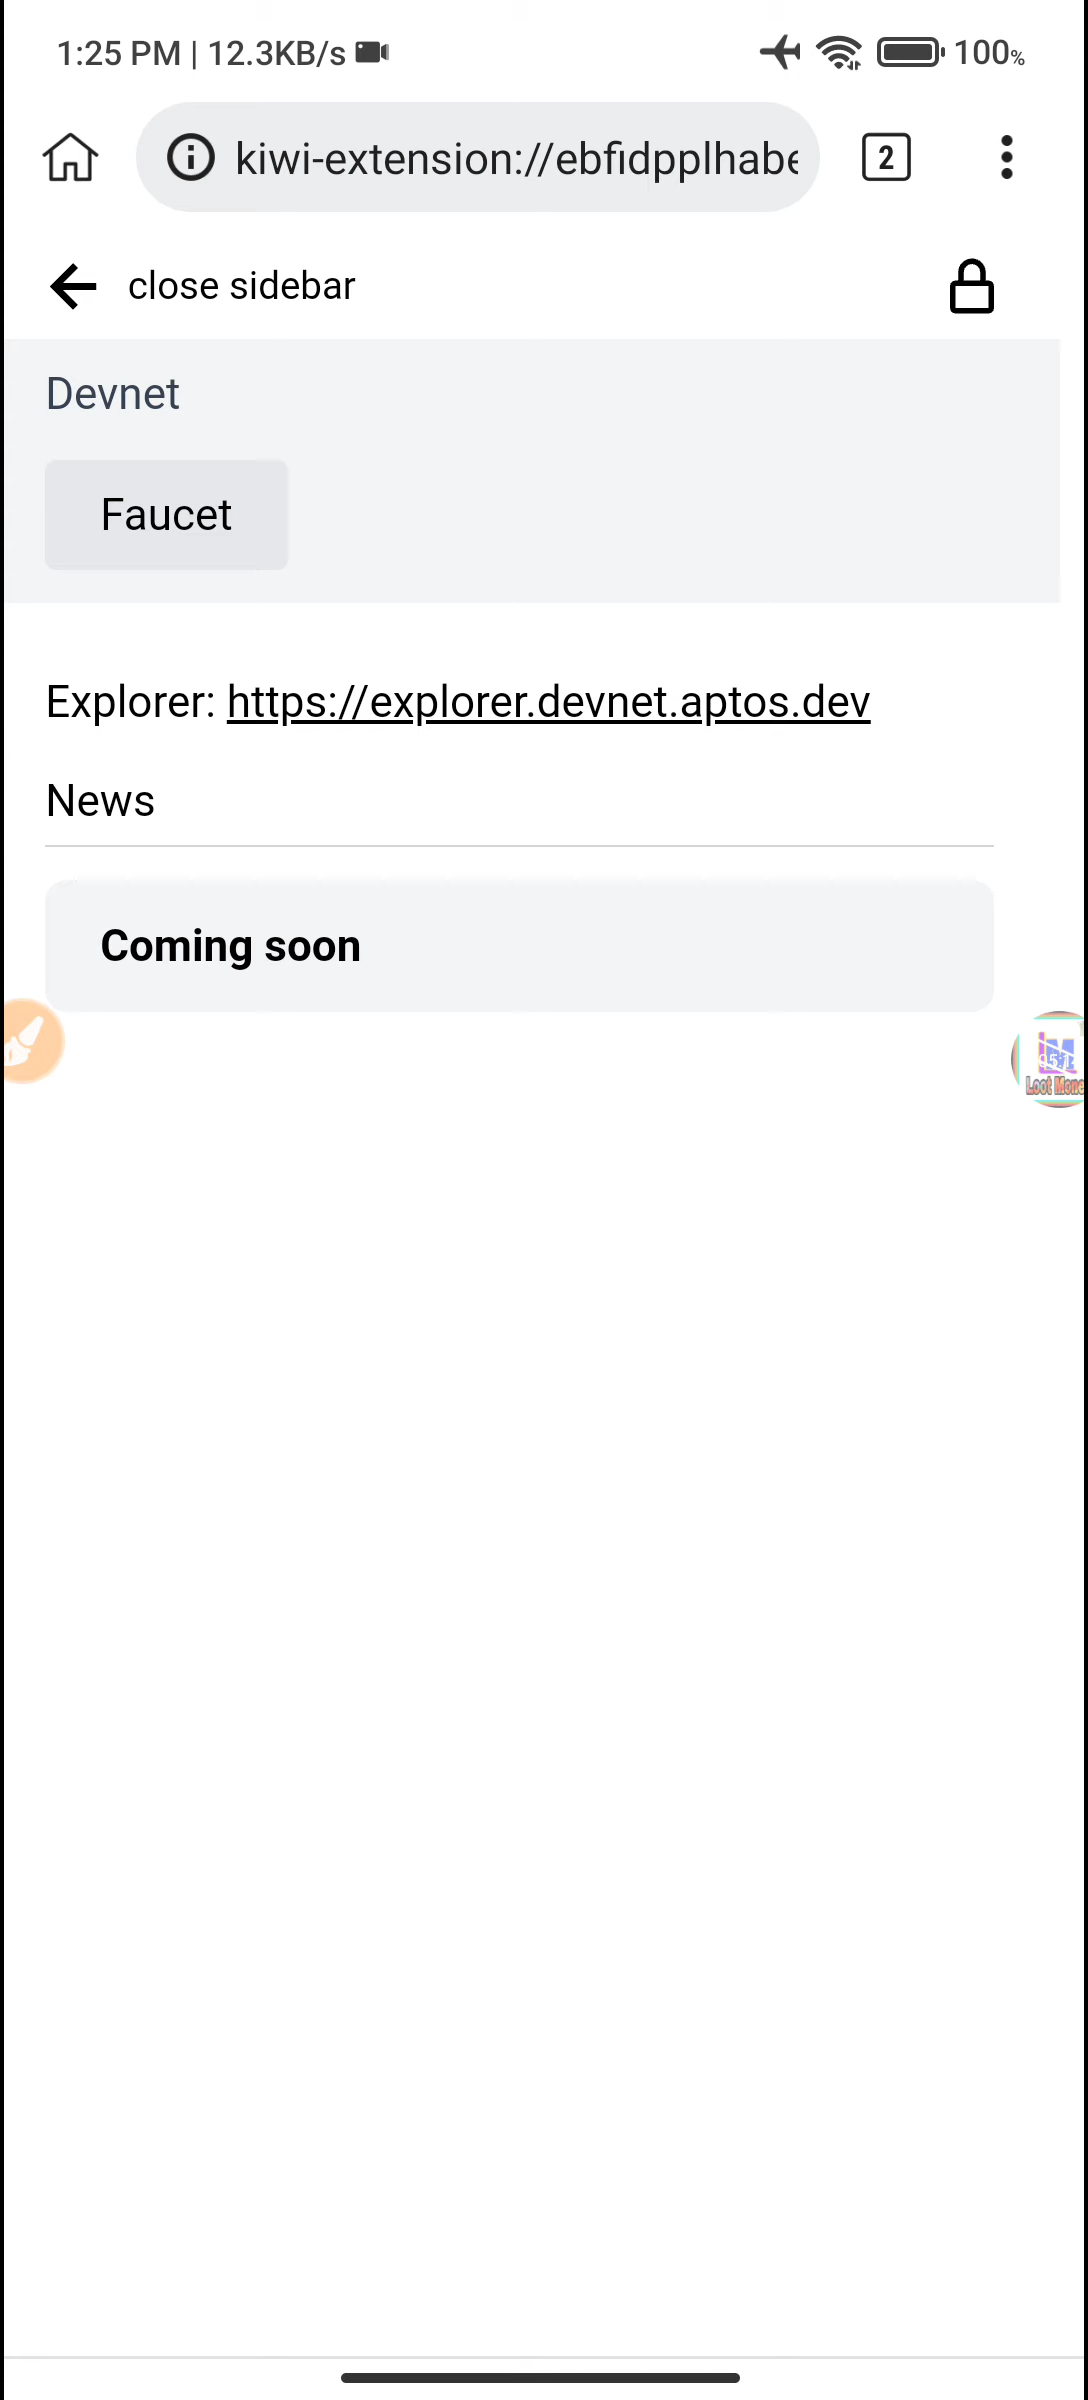 1:25 PM | 12.3KB/s
100%
kiwi-extension://ebfidpplhabe
2
close sidebar
Devnet
Faucet
Explorer: https://explorer.devnet.aptos.dev
News
Coming soon
Loot Mone